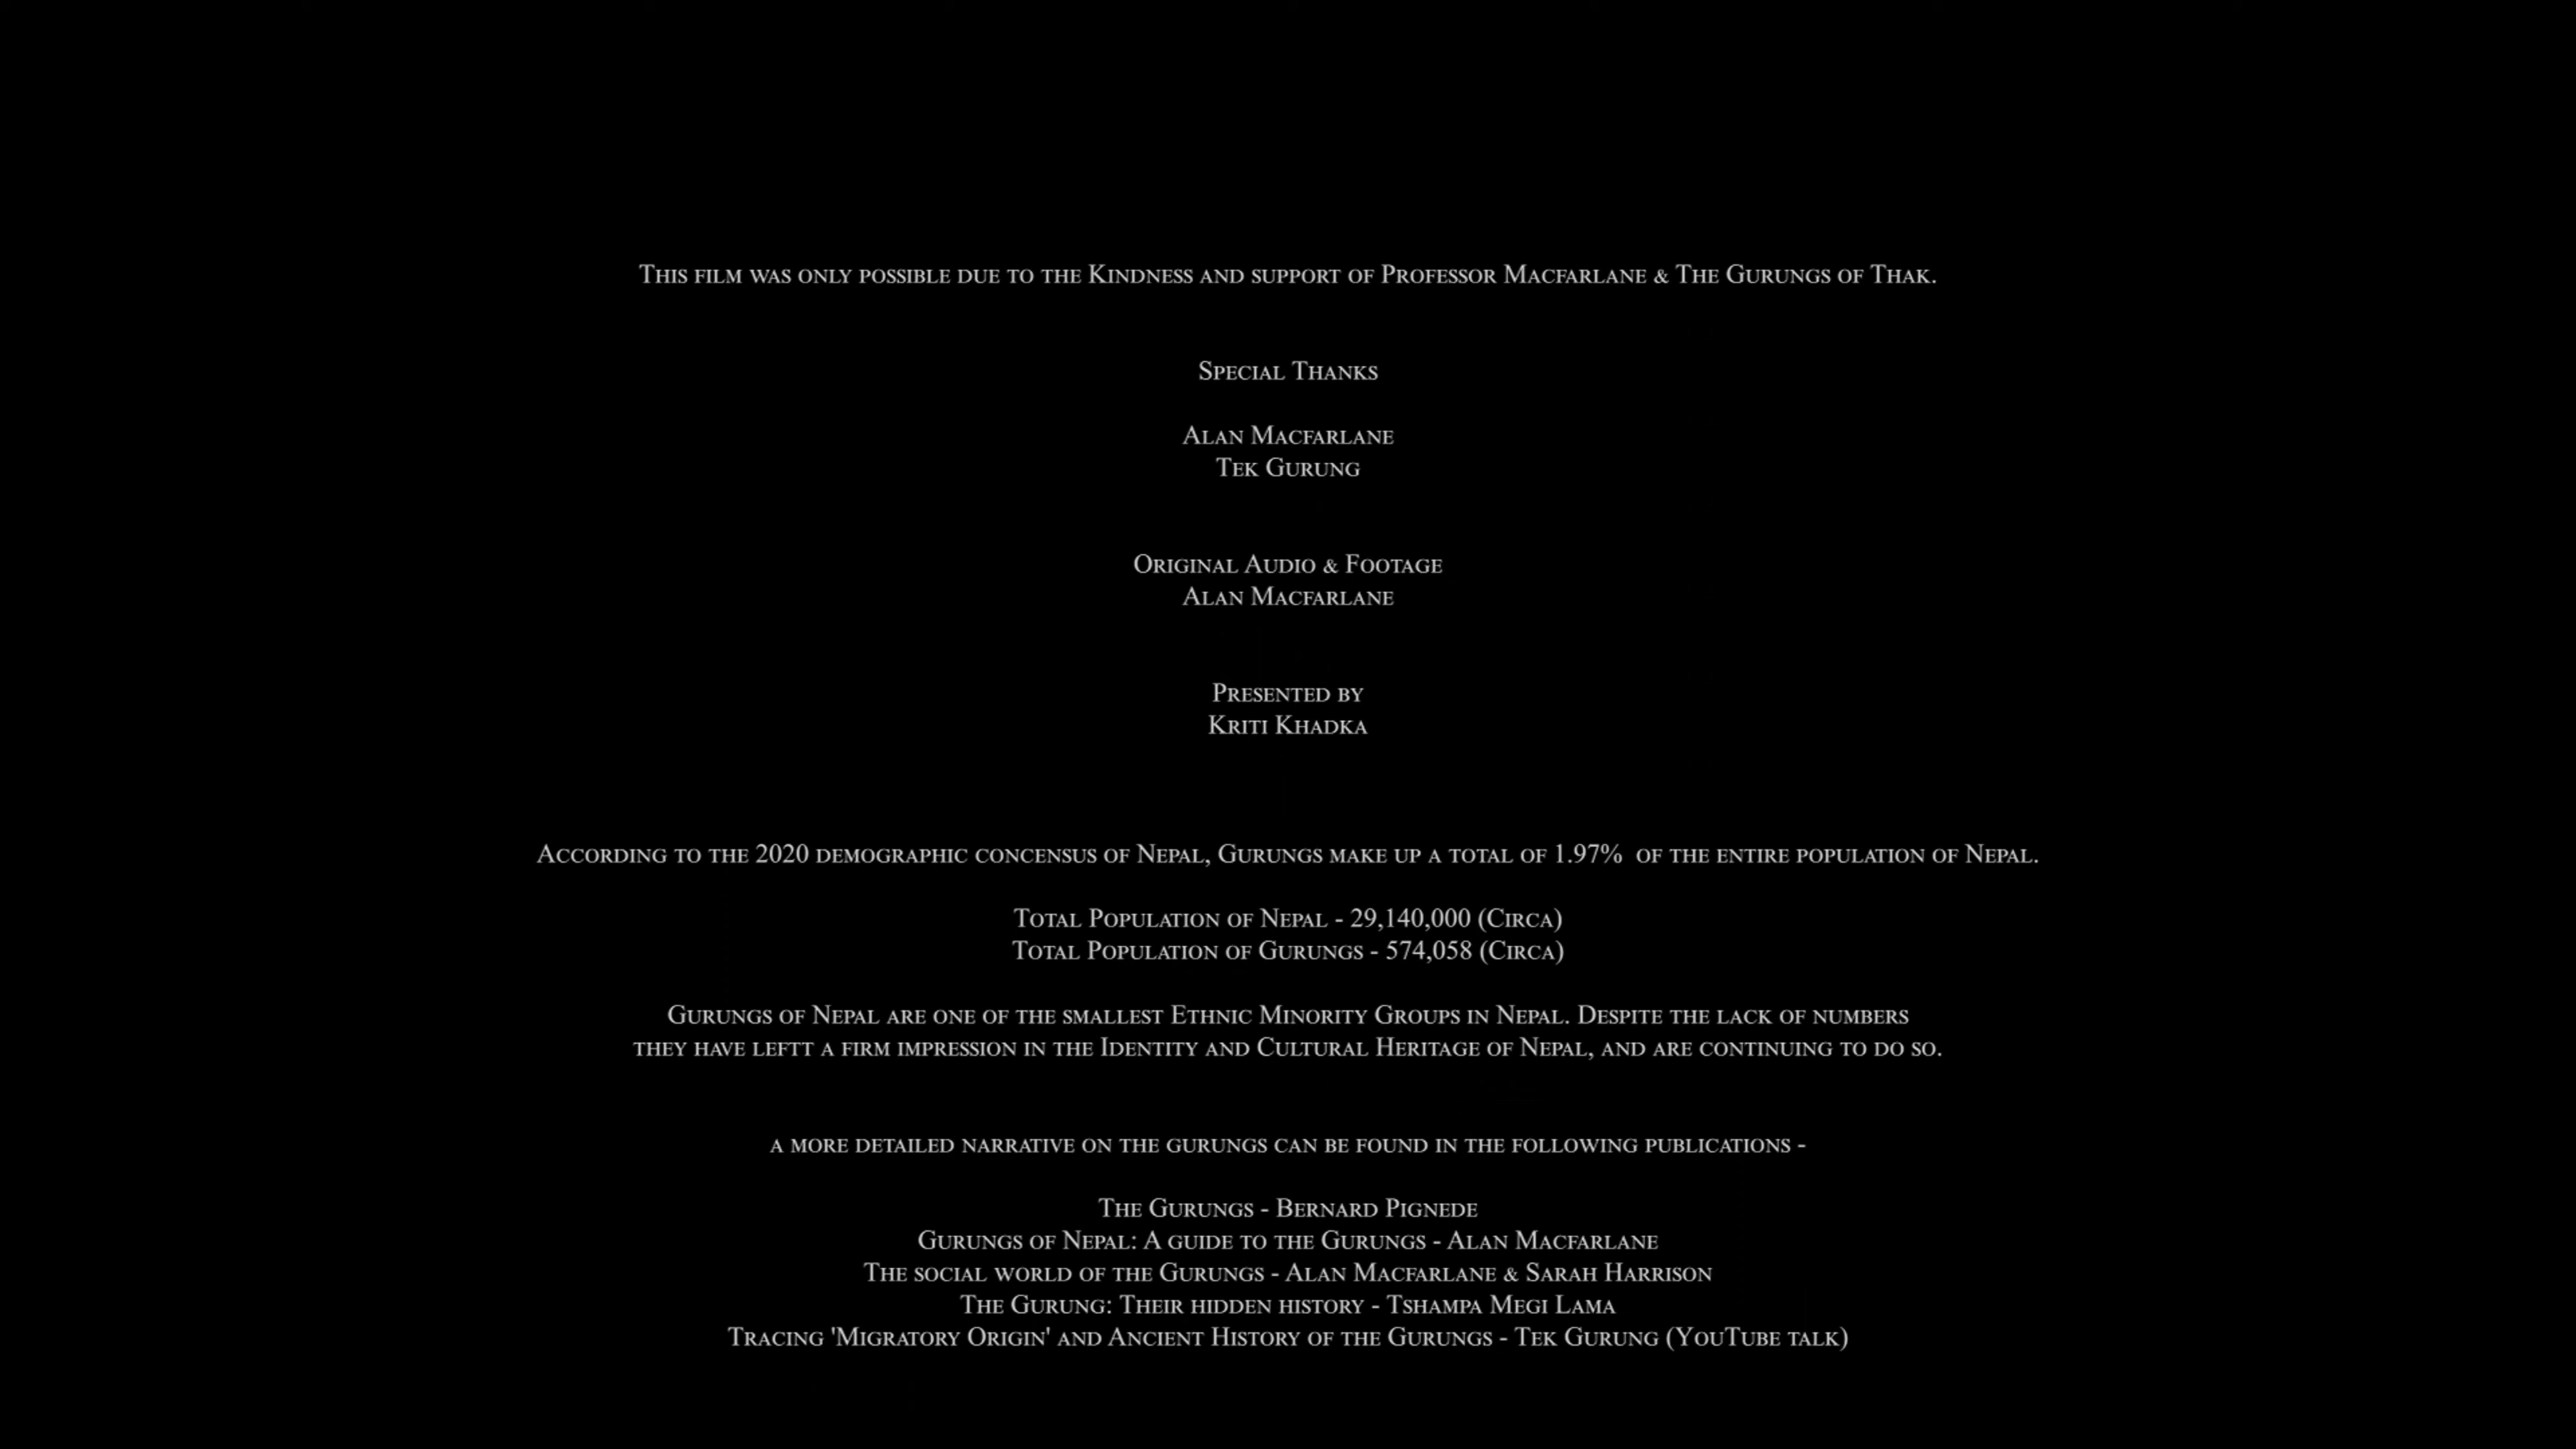 This film was only possible due to the Kindness and support of Professor Macfarlane & The Gurungs of Thak.
Special Thanks
Alan Macfarlane
Tek Gurung
Original Audio & Footage
Alan Macfarlane
Presented by
Kriti Khadka
According to the 2020 demographic concensus of Nepal, Gurungs make up a total of 1.97% of the entire population of Nepal.
Total Population of Nepal - 29,140,000 (Circa)
Total Population of Gurungs - 574,058 (Circa)
Gurungs of Nepal are one of the smallest Ethnic Minority Groups in Nepal. Despite the lack of numbers
they have leftt a firm impression in the Identity and Cultural Heritage of Nepal, and are continuing to do so.
a more detailed narrative on the gurungs can be found in the following publications -
The Gurungs - Bernard Pignede
Gurungs of Nepal: A guide to the Gurungs - Alan Macfarlane
The social world of the Gurungs - Alan Macfarlane & Sarah Harrison
The Gurung: Their hidden history - Tshampa Megi Lama
Tracing 'Migratory Origin' and Ancient History of the Gurungs - Tek Gurung (YouTube talk)